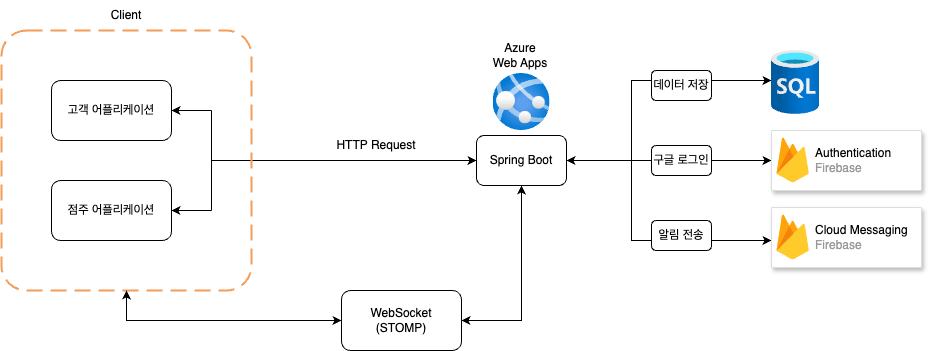 Client
고객 어플리케이션
점주 어플리케이션
HTTP Request
Azure
Web Apps
Spring Boot
WebSocket
(STOMP)
데이터 저장
SQL
구글 로그인
Authentication
Firebase
알림 전송
Cloud Messaging
Firebase